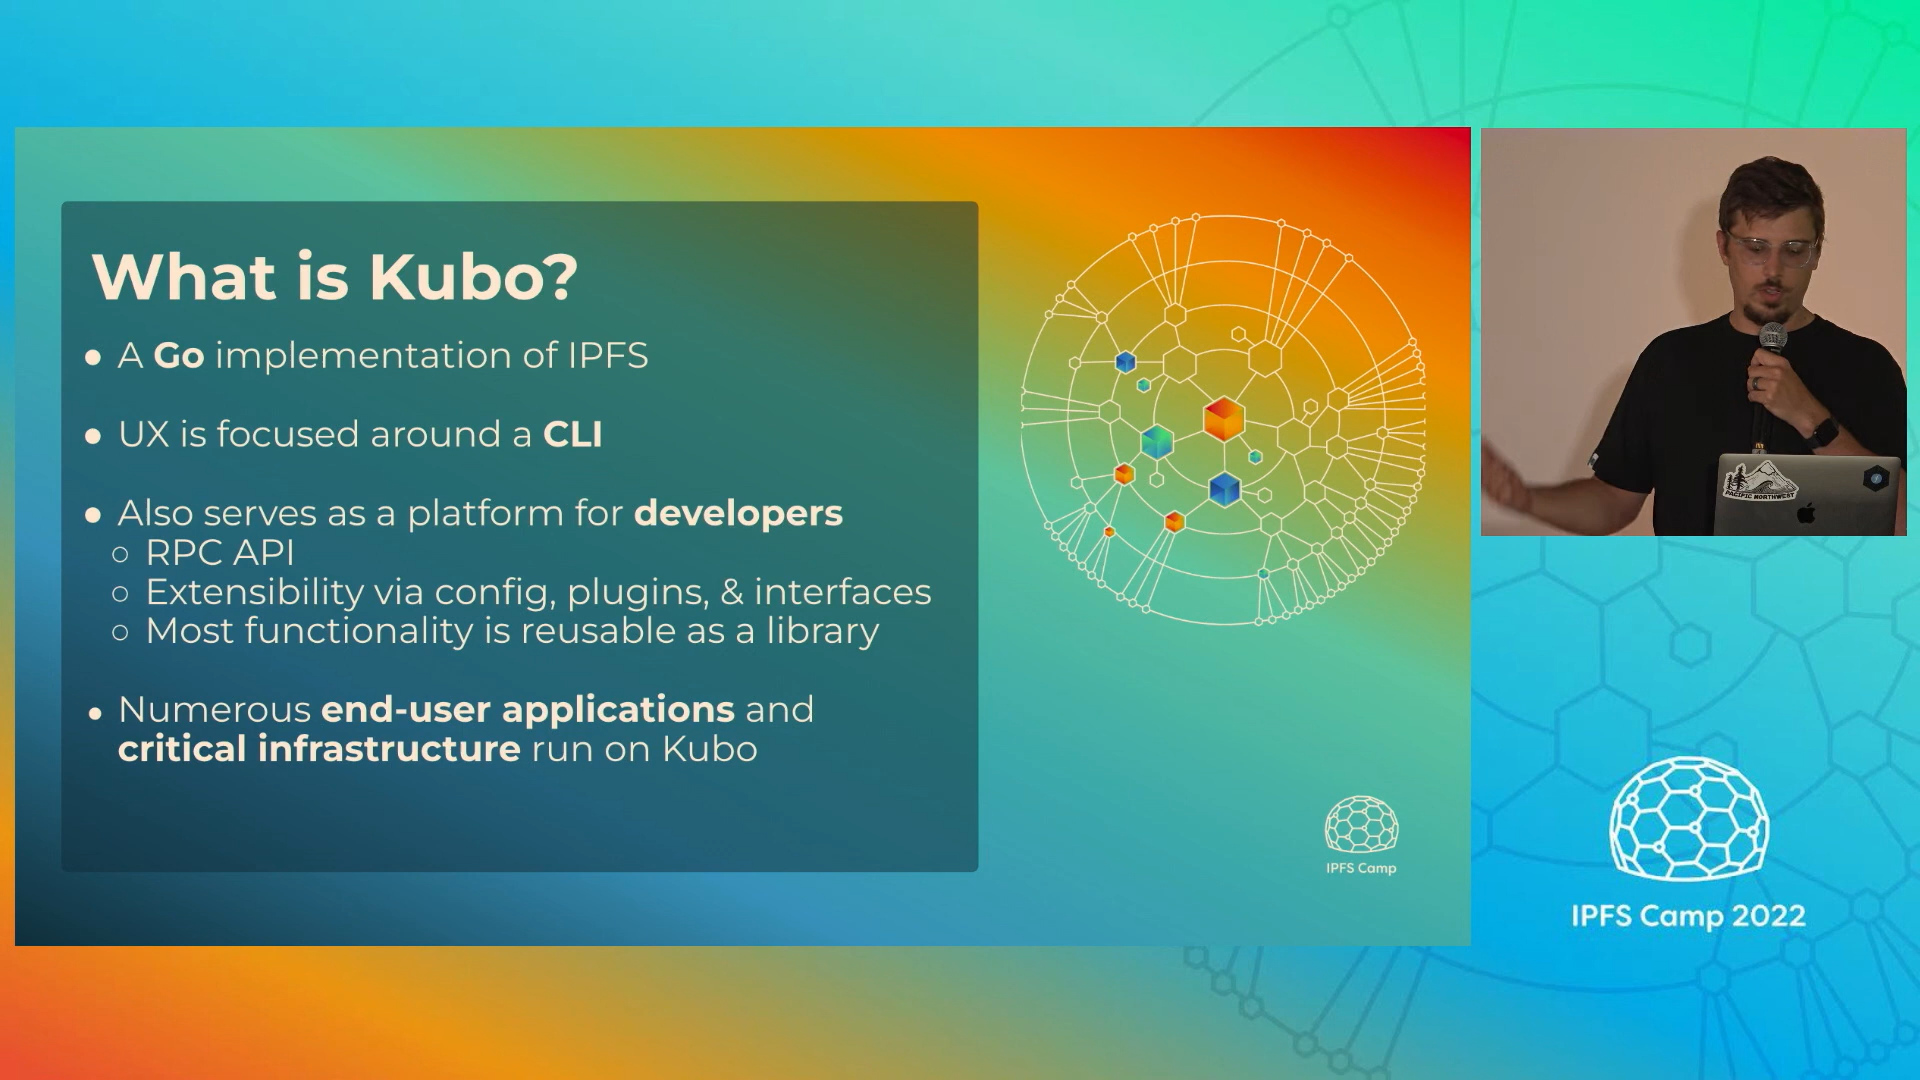 What is Kubo?
● A Go implementation of IPFS
● UX is focused around a CLI
● Also serves as a platform for developers
○ RPC API
○ Extensibility via config, plugins, & interfaces
○ Most functionality is reusable as a library
● Numerous end-user applications and
critical infrastructure run on Kubo
IPFS Camp
PACIFIC NORTHWEST
IPFS Camp 2022